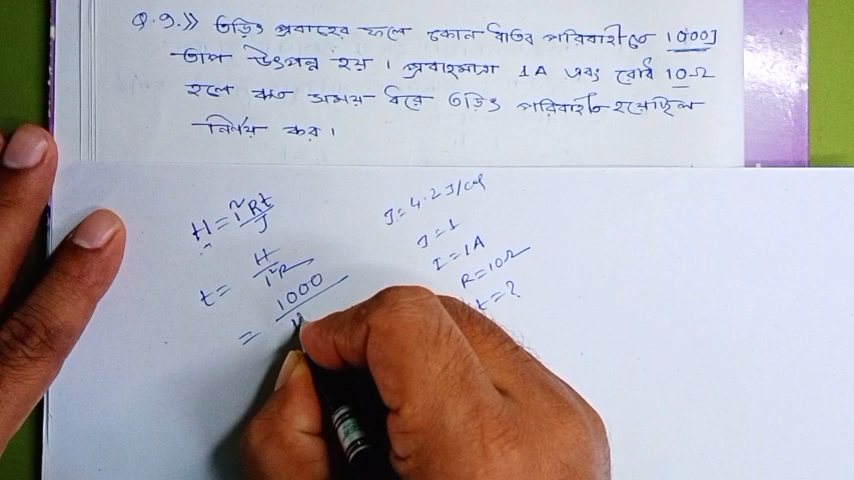 Q.9.⟩⟩ তড়িৎ প্রবাহের ফলে কোন ধাতব পরিবাহীতে 1000J
তাপ উৎপন্ন হয়। প্রবাহমাত্রা 1A এবং রোধ 10Ω
হলে কত সময় ধরে তড়িৎ পরিবাহীত হয়েছিল
নির্ণয় কর।
H = I²Rt/J
t = H/I²R
= 1000
J = 4.2 J/cal
J = 1
I = 1A
R = 10Ω
t = ?